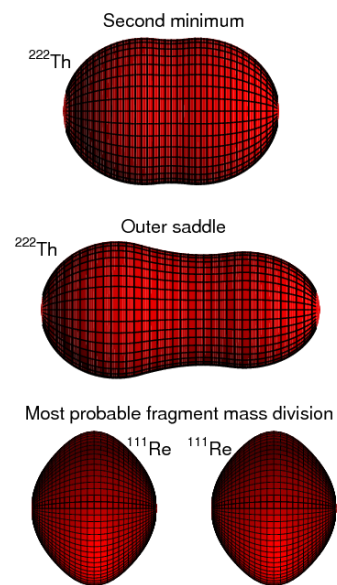 Second minimum
²²²Th
Outer saddle
²²²Th
Most probable fragment mass division
¹¹¹Re ¹¹¹Re